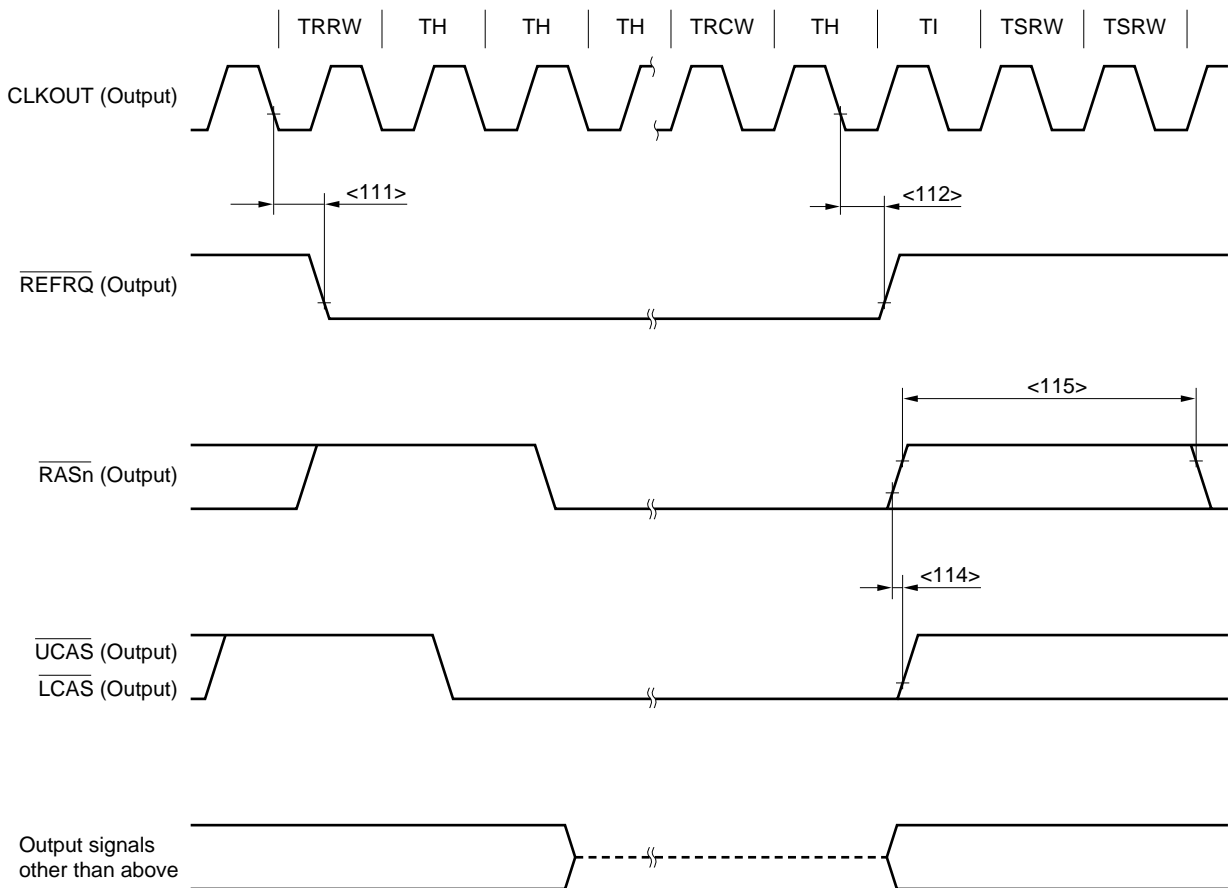 TRRW TH TH TH TRCW TH TI TSRW TSRW
CLKOUT (Output)
<111> <112>
REFRQ (Output)
<115>
RASn (Output)
<114>
UCAS (Output)
LCAS (Output)
Output signals
other than above